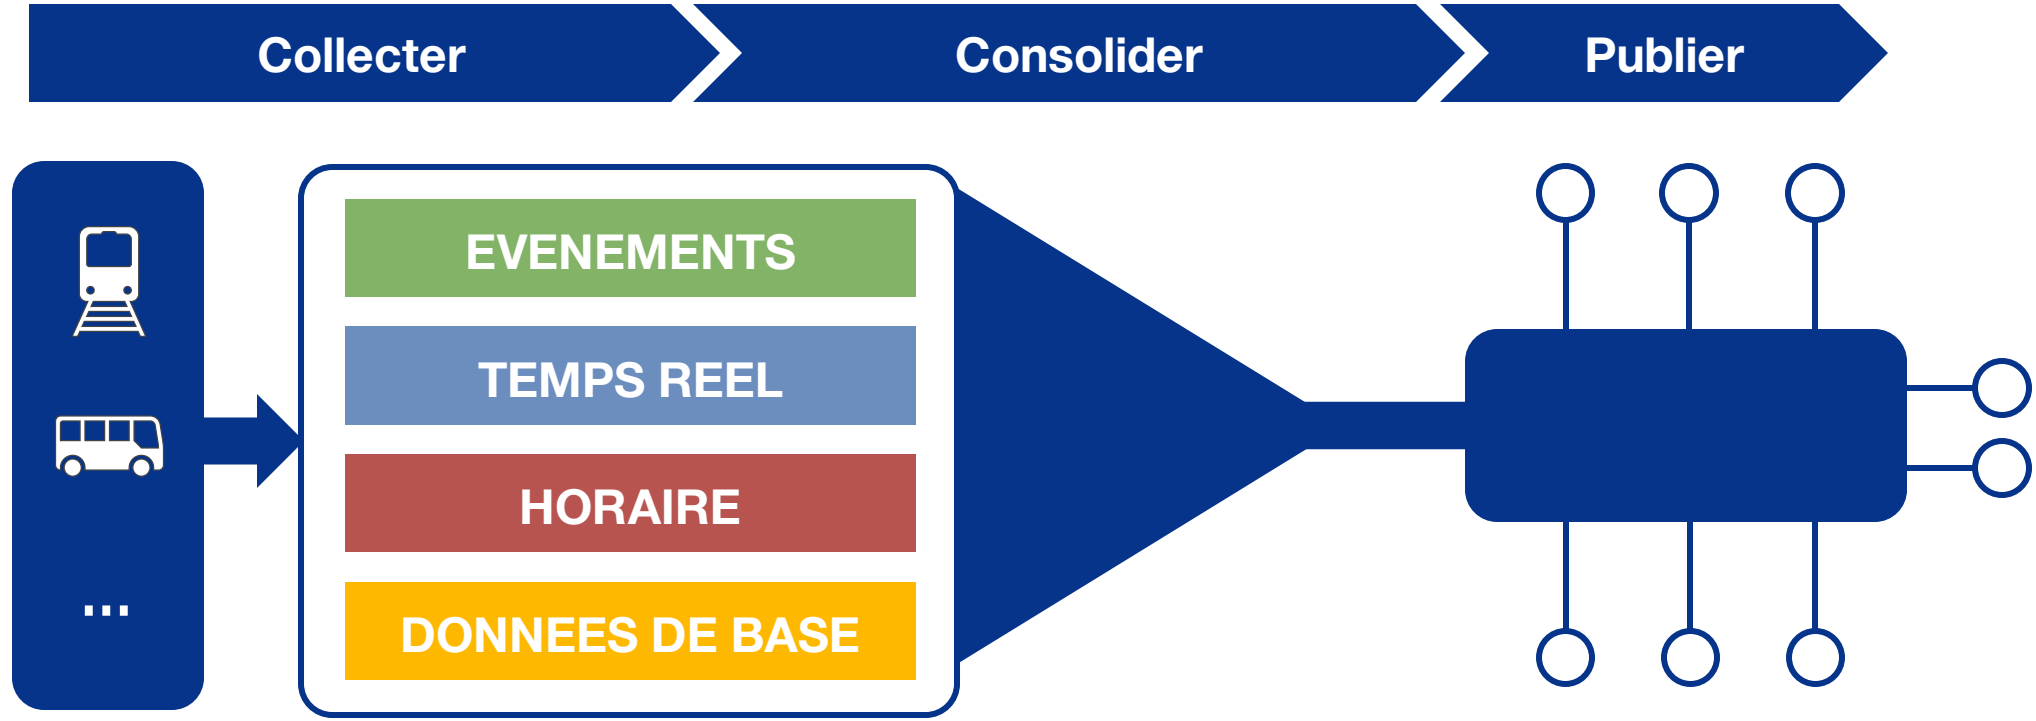 Collecter
Consolider
Publier
EVENEMENTS
TEMPS REEL
HORAIRE
DONNEES DE BASE
...